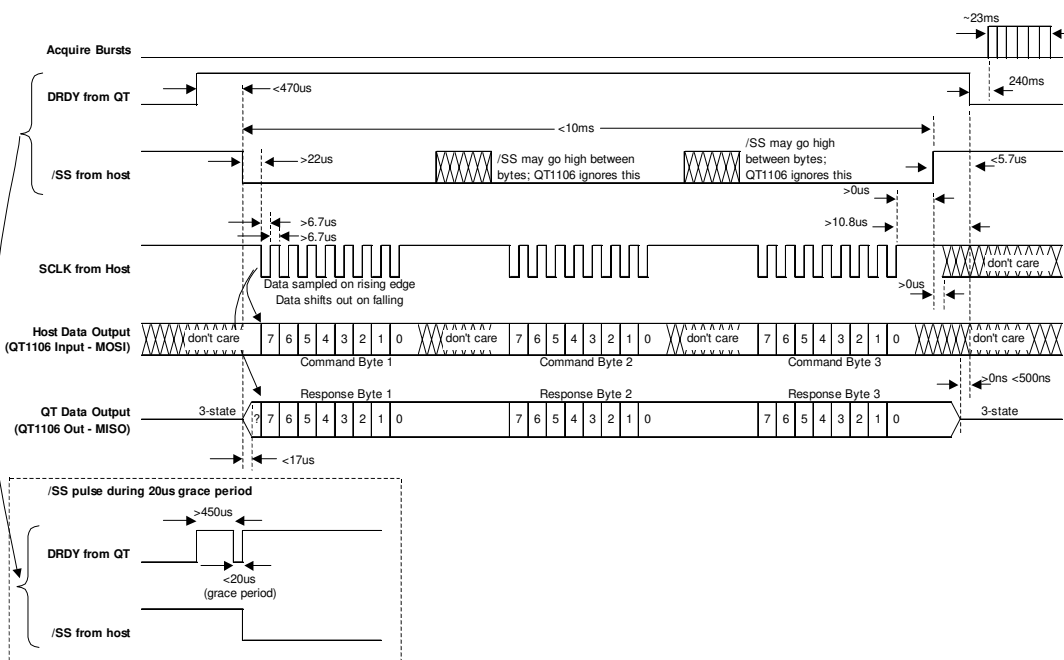 ~23ms
Acquire Bursts
DRDY from QT
<470us
240ms
<10ms
/SS from host
>22us
/SS may go high between
bytes; QT1106 ignores this
/SS may go high
between bytes;
QT1106 ignores this
<5.7us
>0us
>6.7us
>6.7us
>10.8us
SCLK from Host
don't care
Data sampled on rising edge
Data shifts out on falling
>0us
Host Data Output
(QT1106 Input - MOSI)
don't care
7 6 5 4 3 2 1 0
don't care
7 6 5 4 3 2 1 0
don't care
7 6 5 4 3 2 1 0
don't care
Command Byte 1
Command Byte 2
Command Byte 3
>0ns <500ns
Response Byte 1
Response Byte 2
Response Byte 3
QT Data Output
(QT1106 Out - MISO)
3-state
? 7 6 5 4 3 2 1 0
7 6 5 4 3 2 1 0
7 6 5 4 3 2 1 0
3-state
<17us
/SS pulse during 20us grace period
>450us
DRDY from QT
<20us
(grace period)
/SS from host